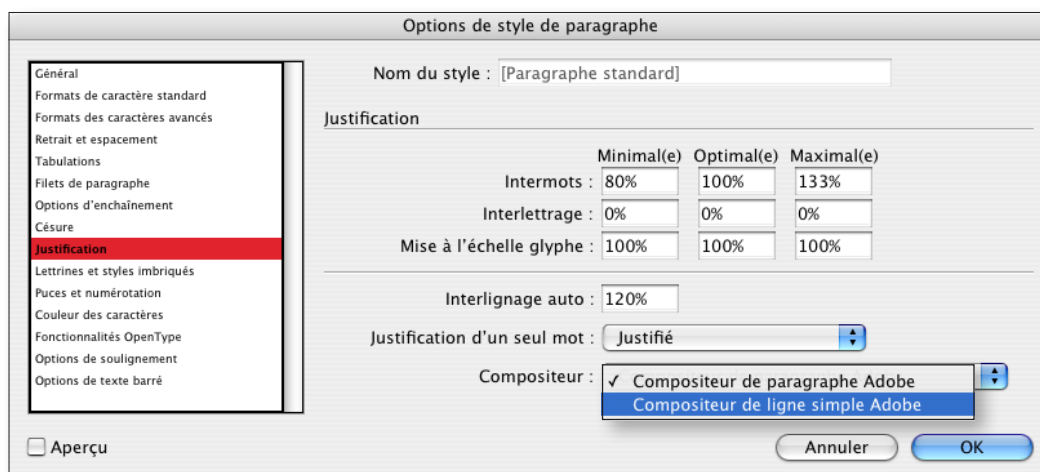 Options de style de paragraphe
Général
Formats de caractère standard
Formats des caractères avancés
Retrait et espacement
Tabulations
Filets de paragraphe
Options d'enchaînement
Césure
Justification
Lettrines et styles imbriqués
Puces et numérotation
Couleur des caractères
Fonctionnalités OpenType
Options de soulignement
Options de texte barré
Nom du style : [Paragraphe standard]
Justification
Minimal(e) Optimal(e) Maximal(e)
Intermots : 80% 100% 133%
Interlettrage : 0% 0% 0%
Mise à l'échelle glyphe : 100% 100% 100%
Interlignage auto : 120%
Justification d'un seul mot : Justifié
Compositeur : ✓ Compositeur de paragraphe Adobe
Compositeur de ligne simple Adobe
Aperçu
Annuler OK